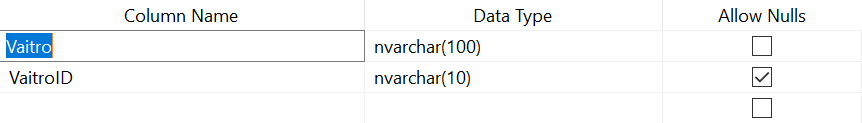 Column Name Data Type Allow Nulls
Vaitro nvarchar(100)
VaitroID nvarchar(10)